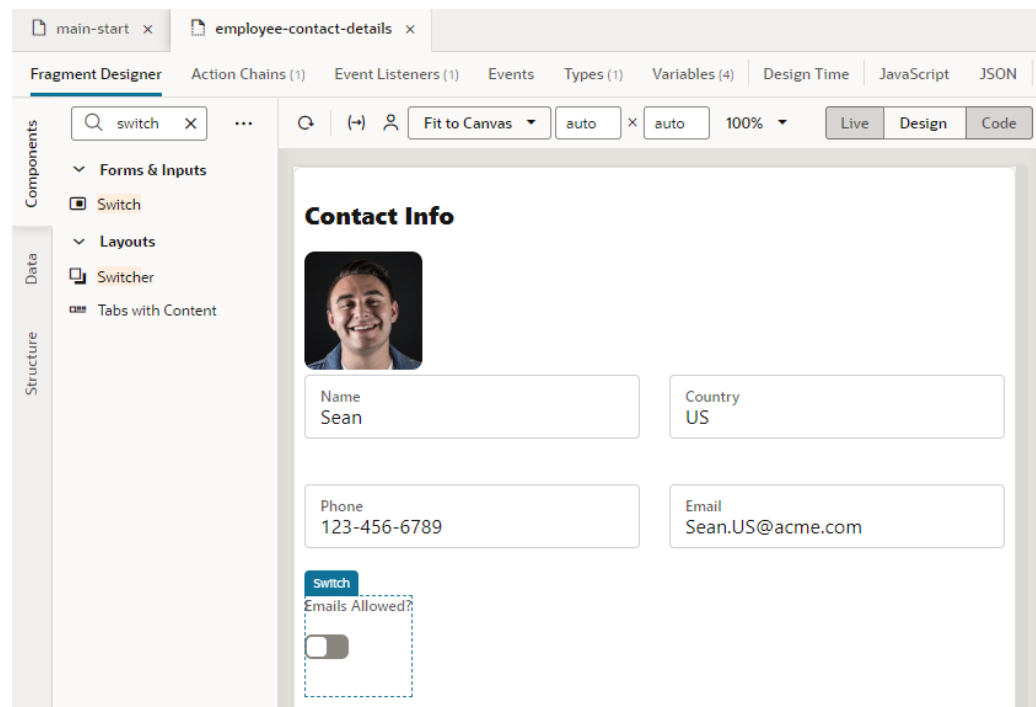 main-start × employee-contact-details ×
Fragment Designer Action Chains (1) Event Listeners (1) Events Types (1) Variables (4) Design Time JavaScript JSON
Components
Data
Structure
switch × ...
Forms & Inputs
Switch
Layouts
Switcher
Tabs with Content
Fit to Canvas auto × auto 100% Live Design Code
Contact Info
Name Country
Sean US
Phone Email
123-456-6789 Sean.US@acme.com
Switch
Emails Allowed?